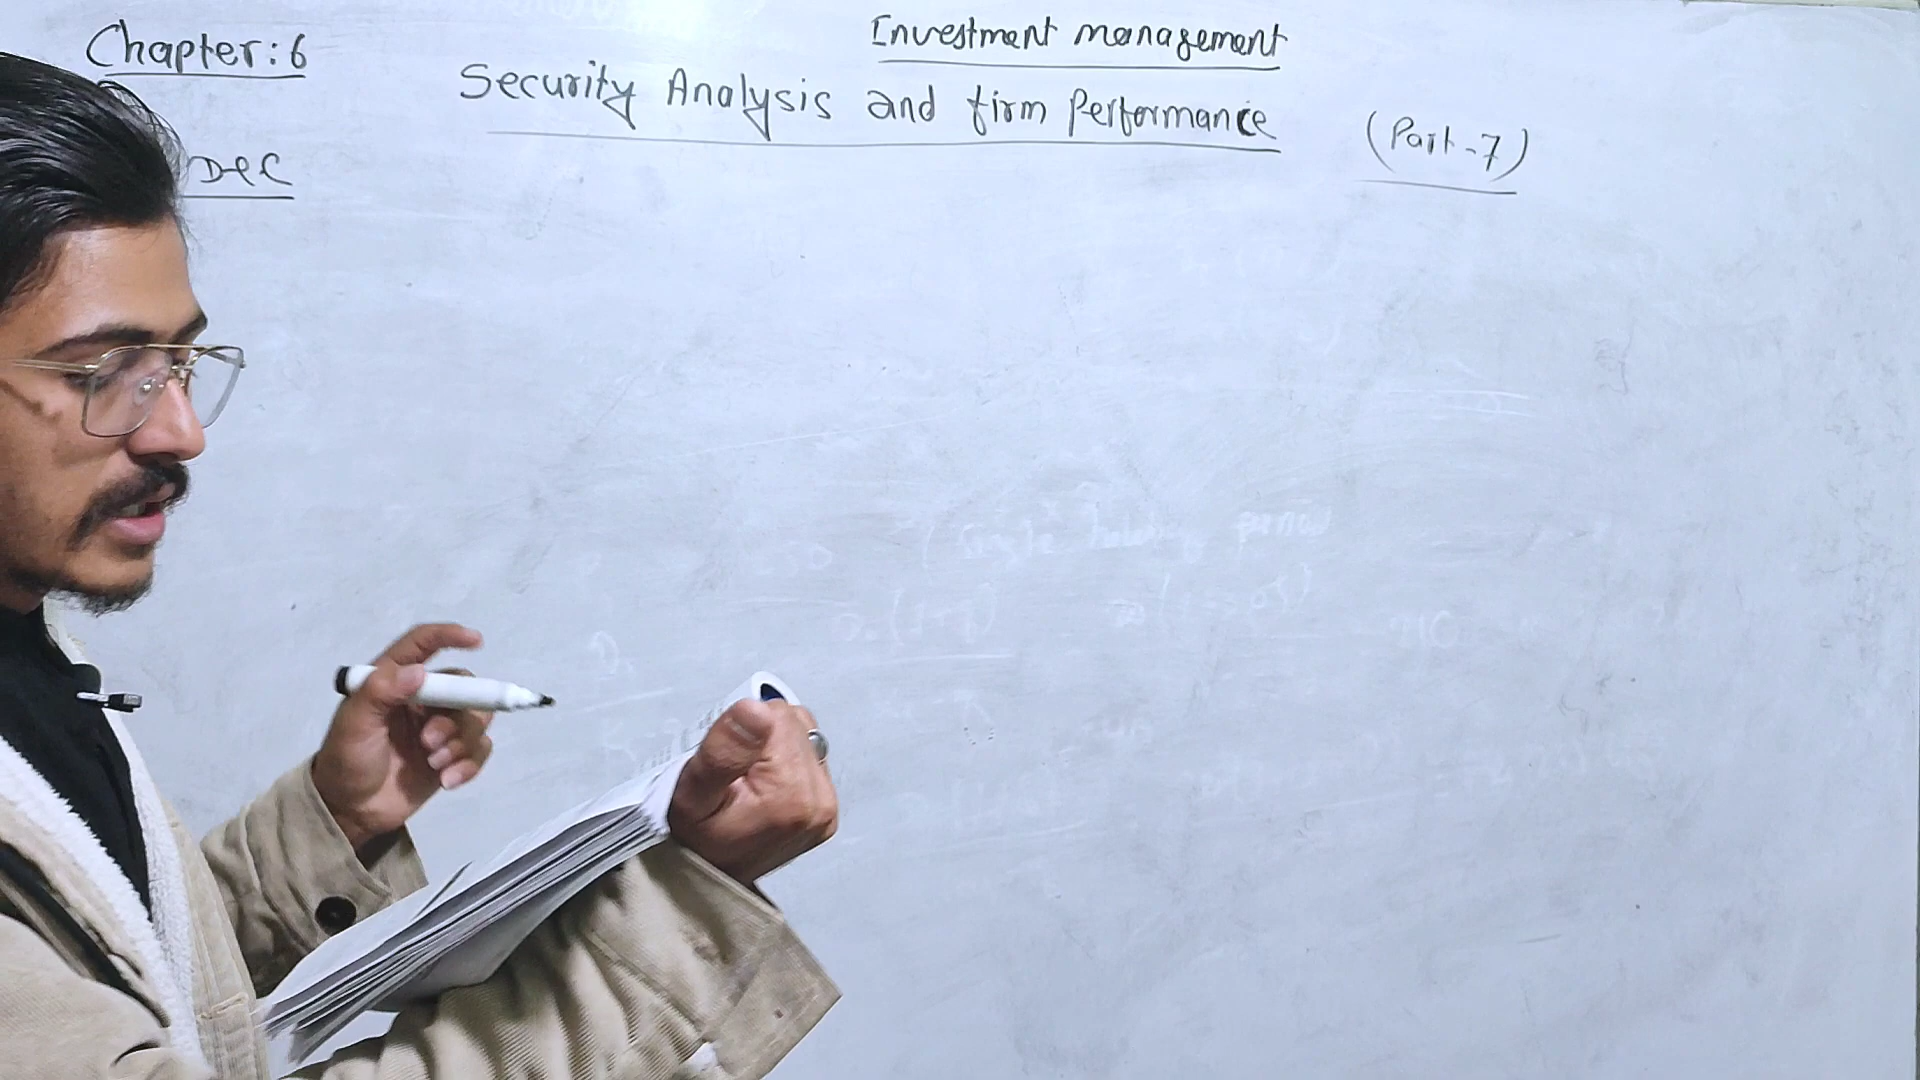 Investment management
Chapter: 6
Security Analysis and firm Performance
(Part-7)
Dec